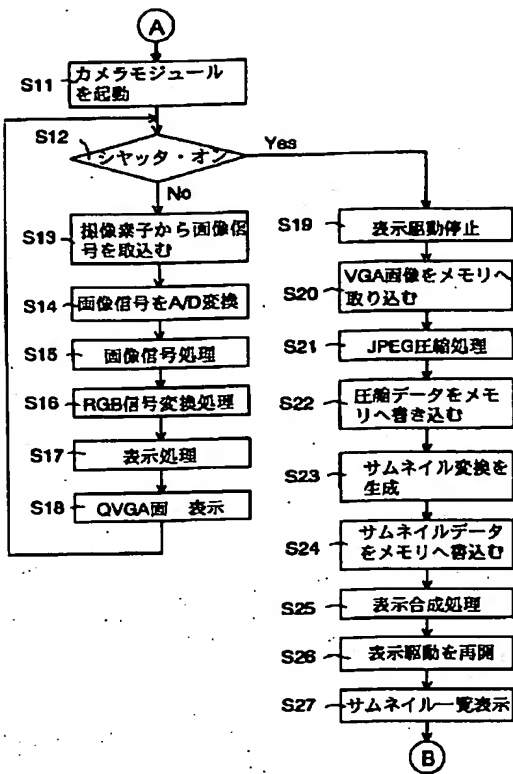 A
S11
カメラモジュール
を起動
S12
シヤッタ・オン
Yes
No
S13
撮像素子から画像信
号を取込む
S14
画像信号をA/D変換
S15
画像信号処理
S16
RGB信号変換処理
S17
表示処理
S18
QVGA面 表示
S19
表示駆動停止
S20
VGA画像をメモリへ
取り込む
S21
JPEG圧縮処理
S22
圧縮データをメモ
リへ書き込む
S23
サムネイル変換を
生成
S24
サムネイルデータ
をメモリへ書込む
S25
表示合成処理
S26
表示駆動を再開
S27
サムネイル一覧表示
B